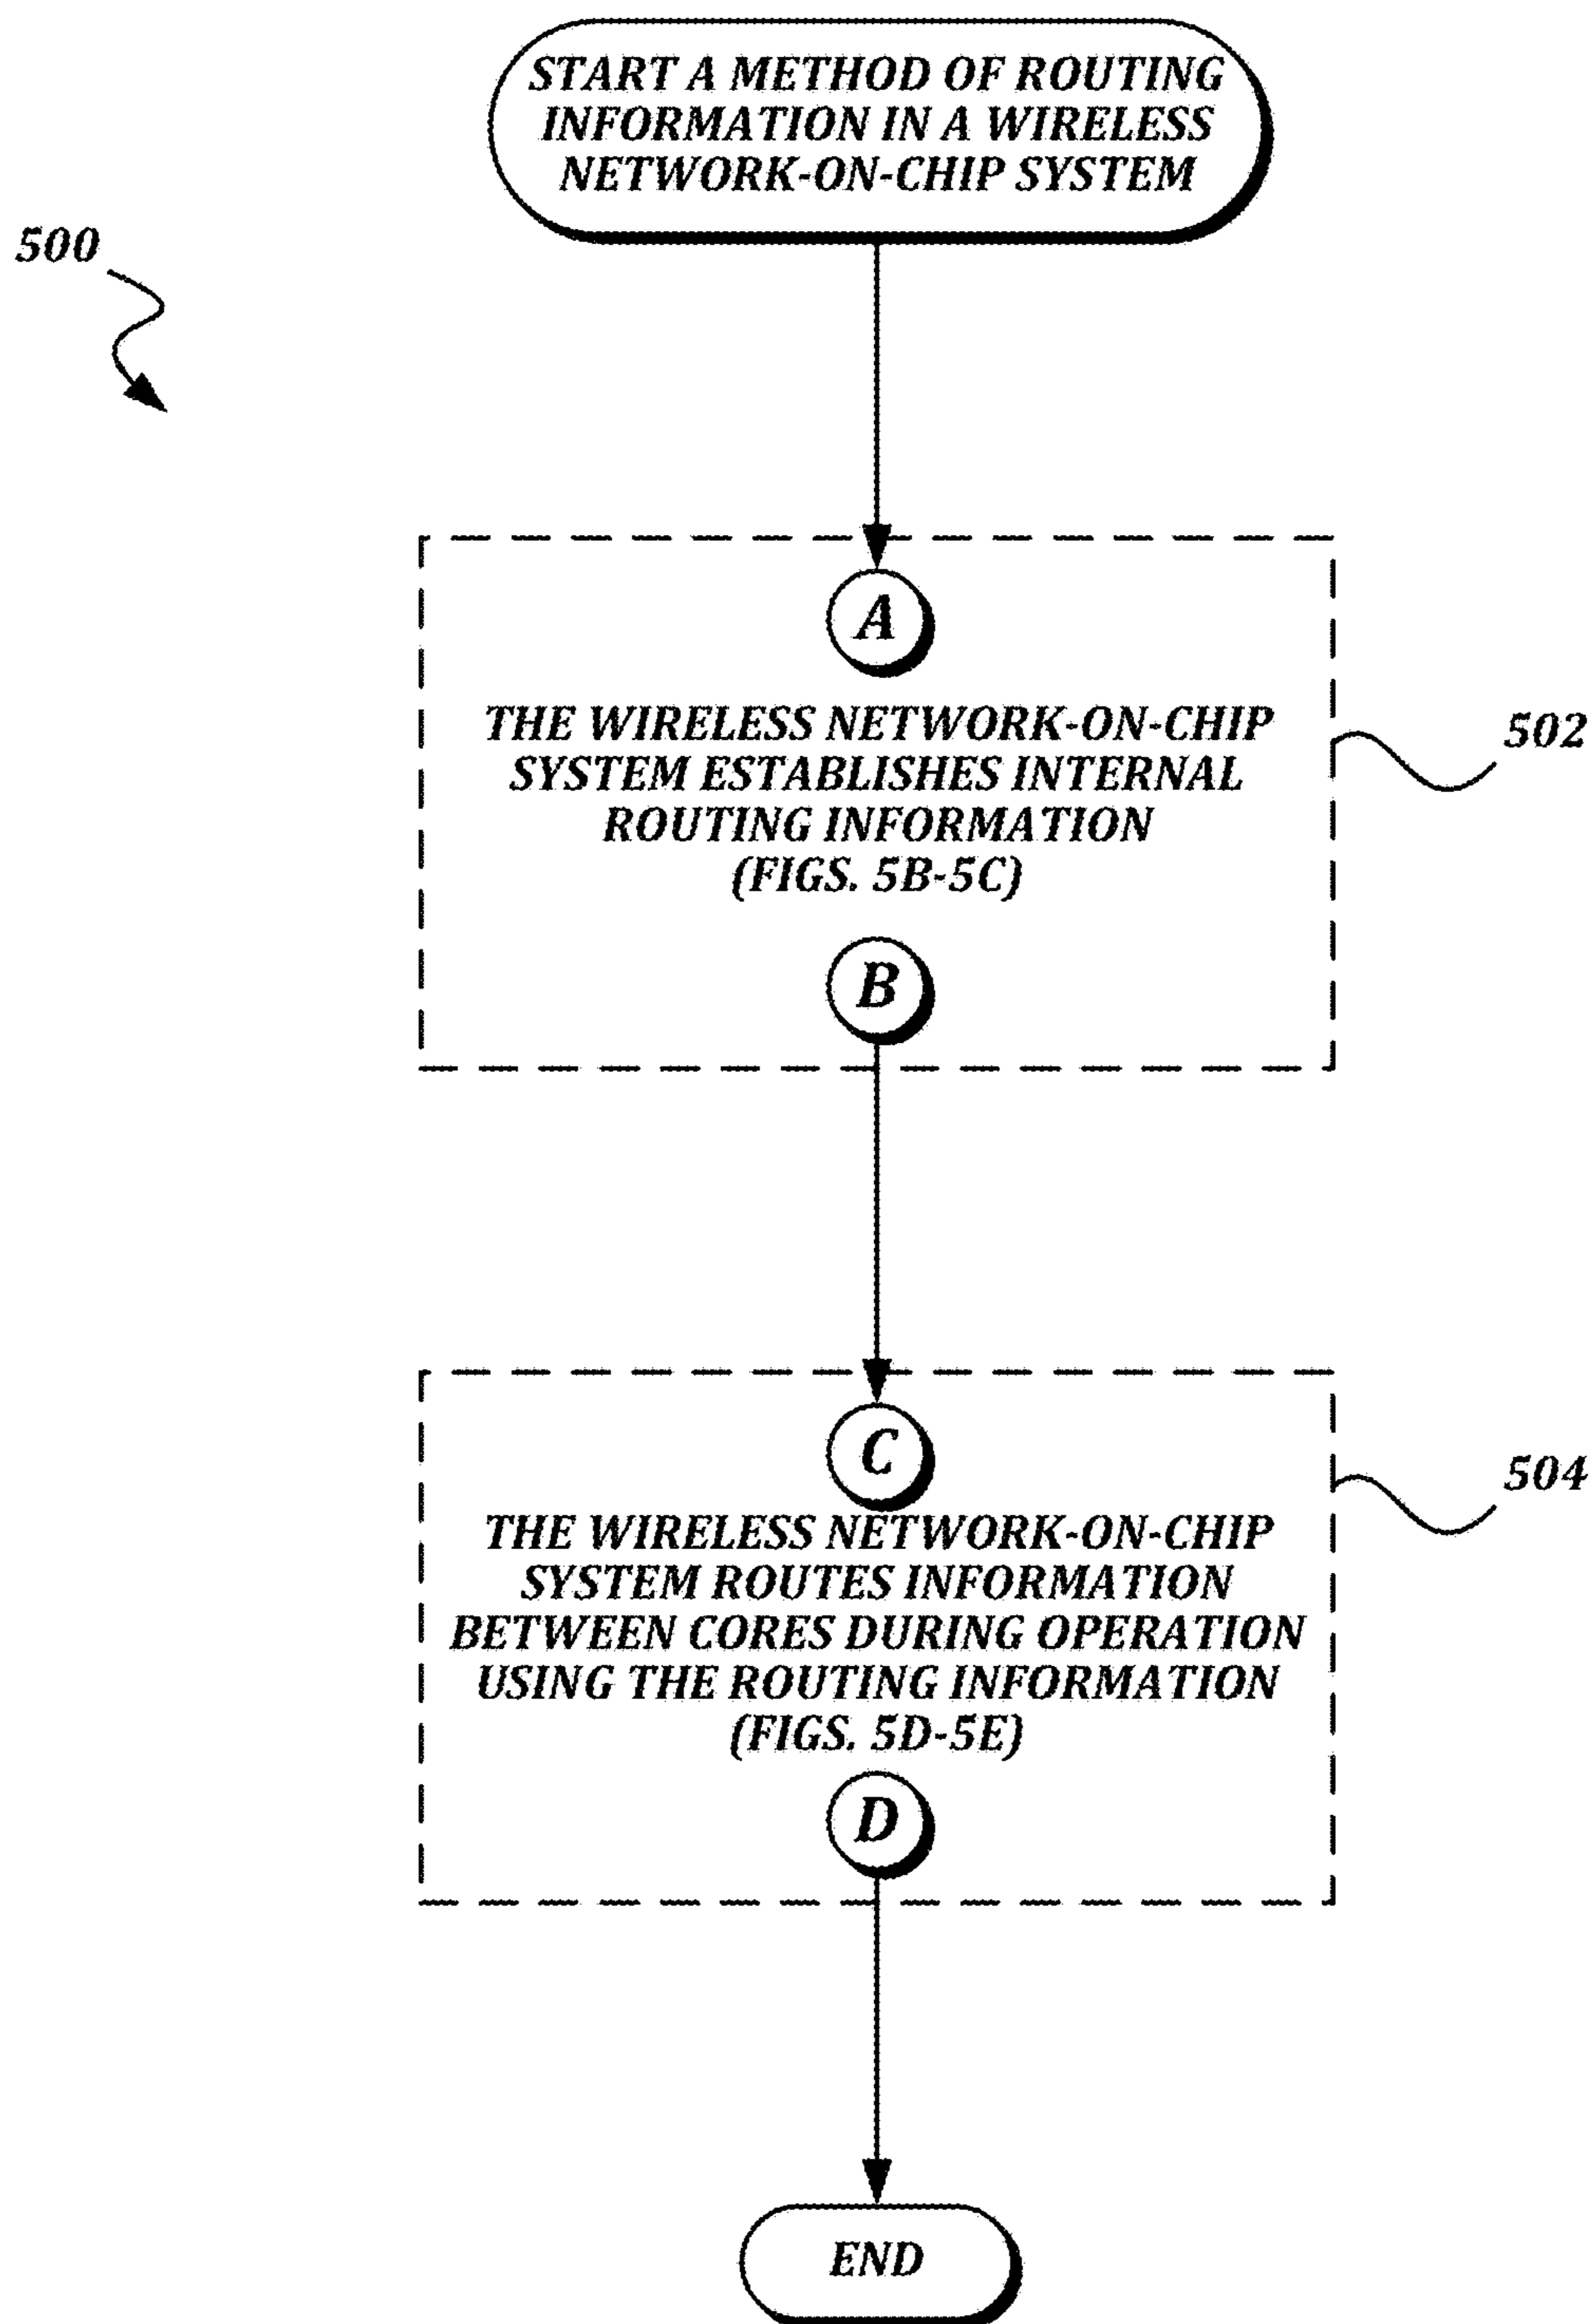 START A METHOD OF ROUTING
INFORMATION IN A WIRELESS
NETWORK-ON-CHIP SYSTEM
500
A
THE WIRELESS NETWORK-ON-CHIP
SYSTEM ESTABLISHES INTERNAL
ROUTING INFORMATION
(FIGS. 5B-5C)
502
B
C
THE WIRELESS NETWORK-ON-CHIP
SYSTEM ROUTES INFORMATION
BETWEEN CORES DURING OPERATION
USING THE ROUTING INFORMATION
(FIGS. 5D-5E)
504
D
END